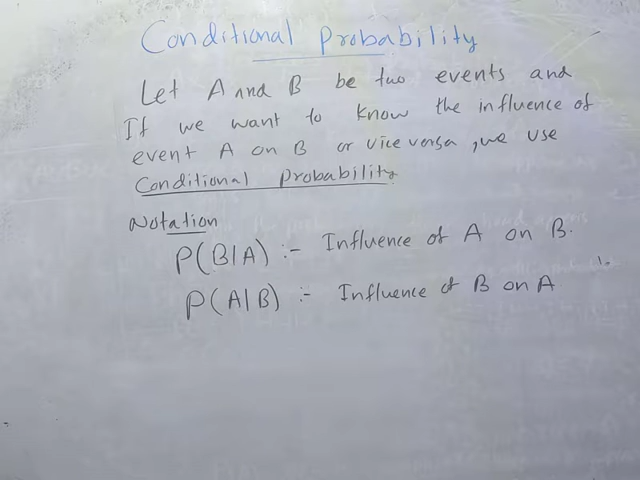 Conditional Probability
Let A and B be two events and
If we want to know the influence of
event A on B or vice versa, we use
Conditional Probability.
Notation
P(B|A) :- Influence of A on B.
P(A|B) :- Influence of B on A